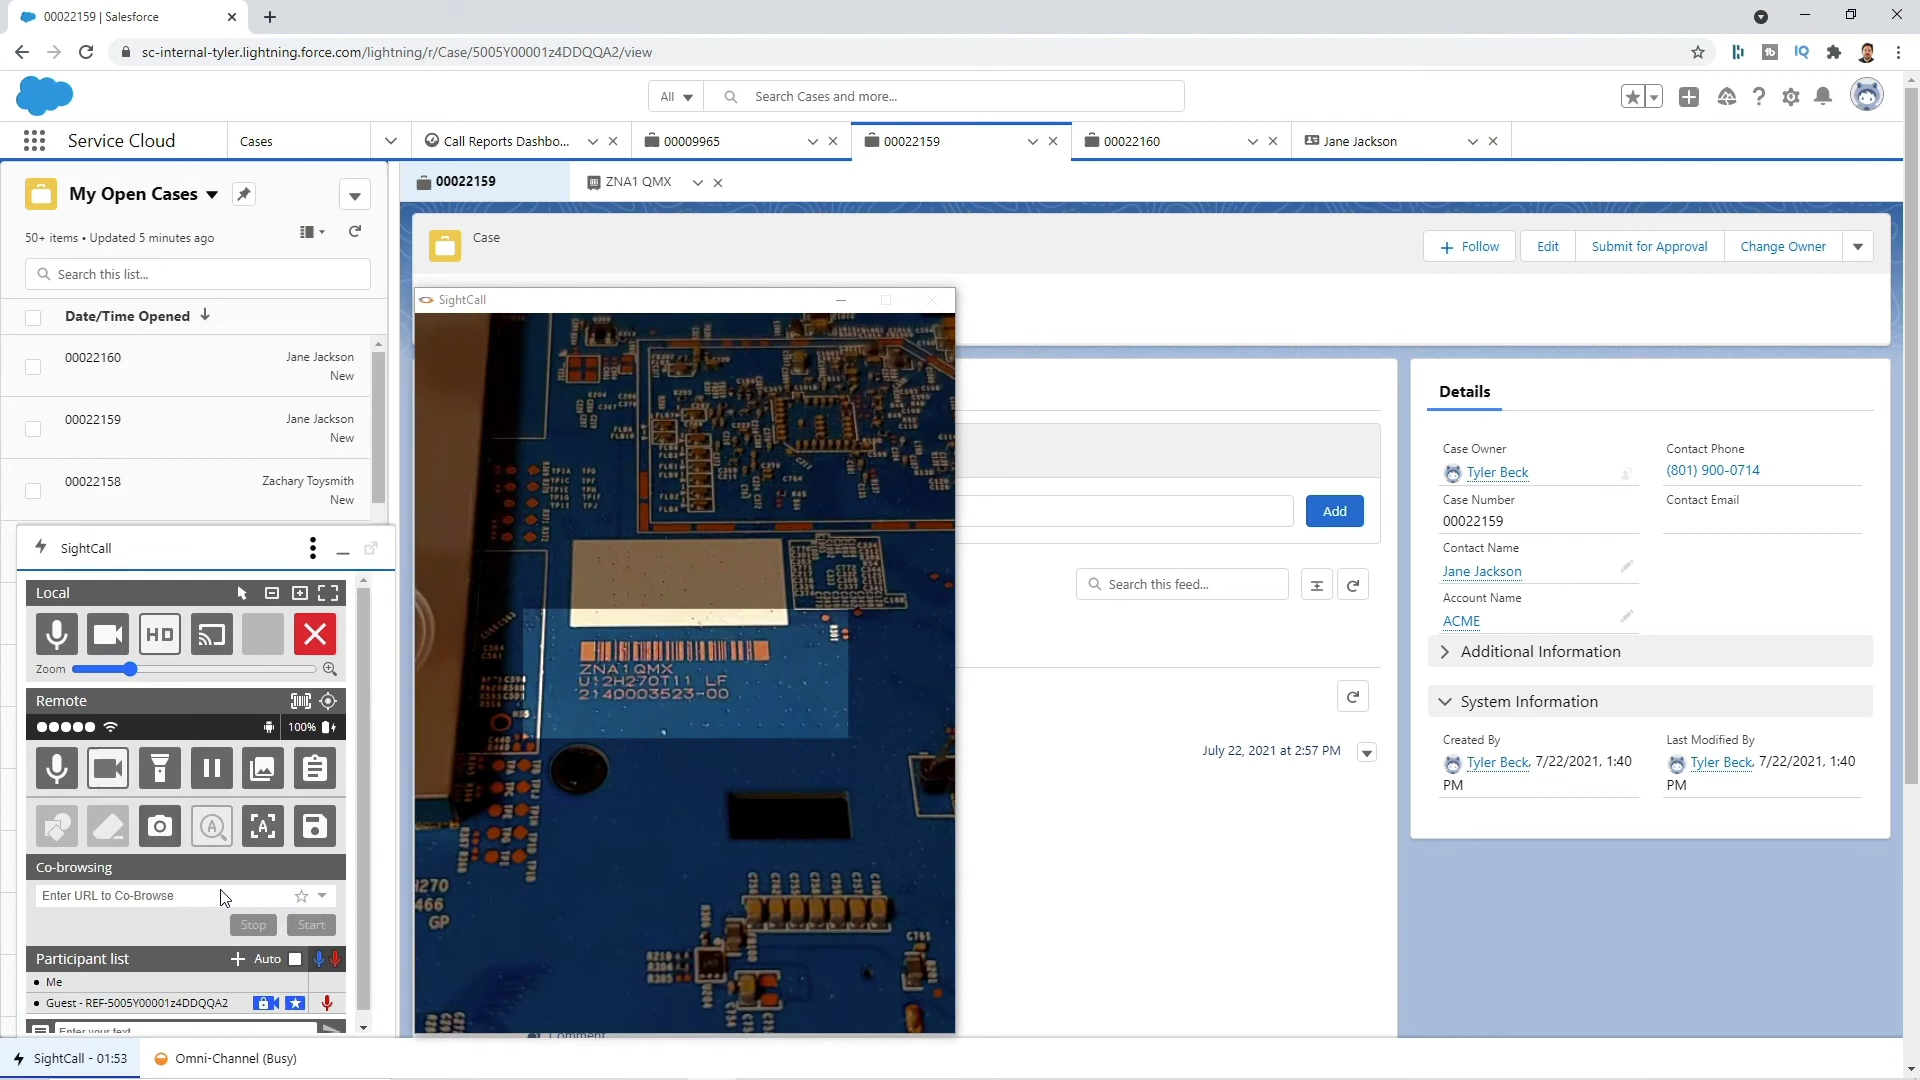 00022159 | Salesforce
sc-internal-tyler.lightning.force.com/lightning/r/Case/5005Y00001z4DDQQA2/view
All
Search Cases and more...
Service Cloud
Cases
Call Reports Dashbo...
00009965
00022159
00022160
Jane Jackson
My Open Cases
50+ items • Updated 5 minutes ago
Search this list...
Date/Time Opened
00022160
Jane Jackson
New
00022159
Jane Jackson
New
00022158
Zachary Toysmith
New
00022159
ZNA1 QMX
Case
Follow
Edit
Submit for Approval
Change Owner
SightCall
ZNA1QMX
U12H270T11 LF
2140003523-00
H270
466
GP
Add
Search this feed...
July 22, 2021 at 2:57 PM
Comment
Details
Case Owner
Tyler Beck
Case Number
00022159
Contact Name
Jane Jackson
Account Name
ACME
Contact Phone
(801) 900-0714
Contact Email
Additional Information
System Information
Created By
Tyler Beck, 7/22/2021, 1:40
PM
Last Modified By
Tyler Beck, 7/22/2021, 1:40
PM
SightCall
Local
HD
Zoom
Remote
100%
Co-browsing
Enter URL to Co-Browse
Stop
Start
Participant list
Auto
Me
Guest - REF-5005Y00001z4DDQQA2
Enter your text
SightCall - 01:53
Omni-Channel (Busy)